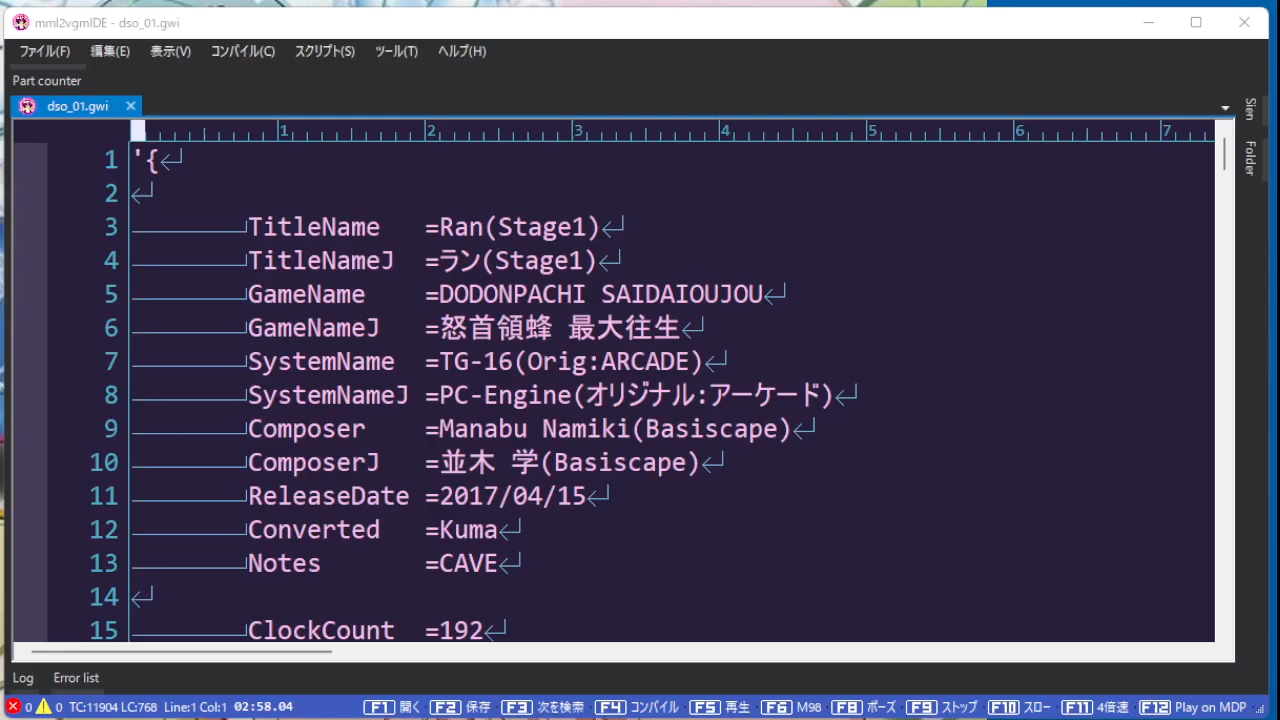 mml2vgmIDE - dso_01.gwi
ファイル(F) 編集(E) 表示(V) コンパイル(C) スクリプト(S) ツール(T) ヘルプ(H)
Part counter
dso_01.gwi
Sien
Folder
1 2 3 4 5 6 7
1 '{
2
3 TitleName =Ran(Stage1)
4 TitleNameJ =ラン(Stage1)
5 GameName =DODONPACHI SAIDAIOUJOU
6 GameNameJ =怒首領蜂 最大往生
7 SystemName =TG-16(Orig:ARCADE)
8 SystemNameJ =PC-Engine(オリジナル:アーケード)
9 Composer =Manabu Namiki(Basiscape)
10 ComposerJ =並木 学(Basiscape)
11 ReleaseDate =2017/04/15
12 Converted =Kuma
13 Notes =CAVE
14
15 ClockCount =192
Log Error list
0 0 TC:11904 LC:768 Line:1 Col:1 02:58.04 F1 開く F2 保存 F3 次を検索 F4 コンパイル F5 再生 F6 M98 F8 ポーズ F9 ストップ F10 スロー F11 4倍速 F12 Play on MDP